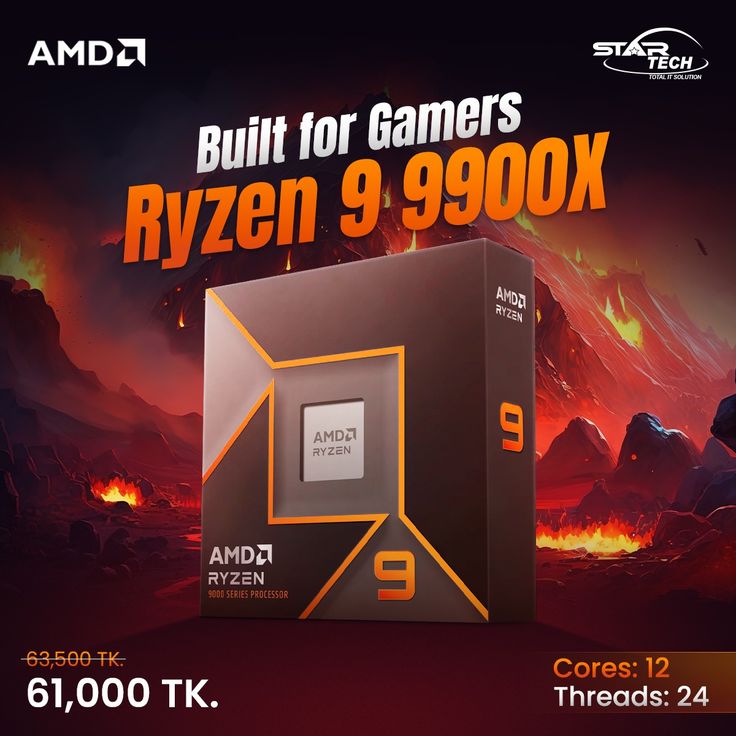 AMD
STAR
TECH
TOTAL IT SOLUTION
Built for Gamers
Ryzen 9 9900X
AMD
RYZEN
9
AMD
RYZEN
AMD
RYZEN
9000 SERIES PROCESSOR
9
63,500 TK.
61,000 TK.
Cores: 12
Threads: 24